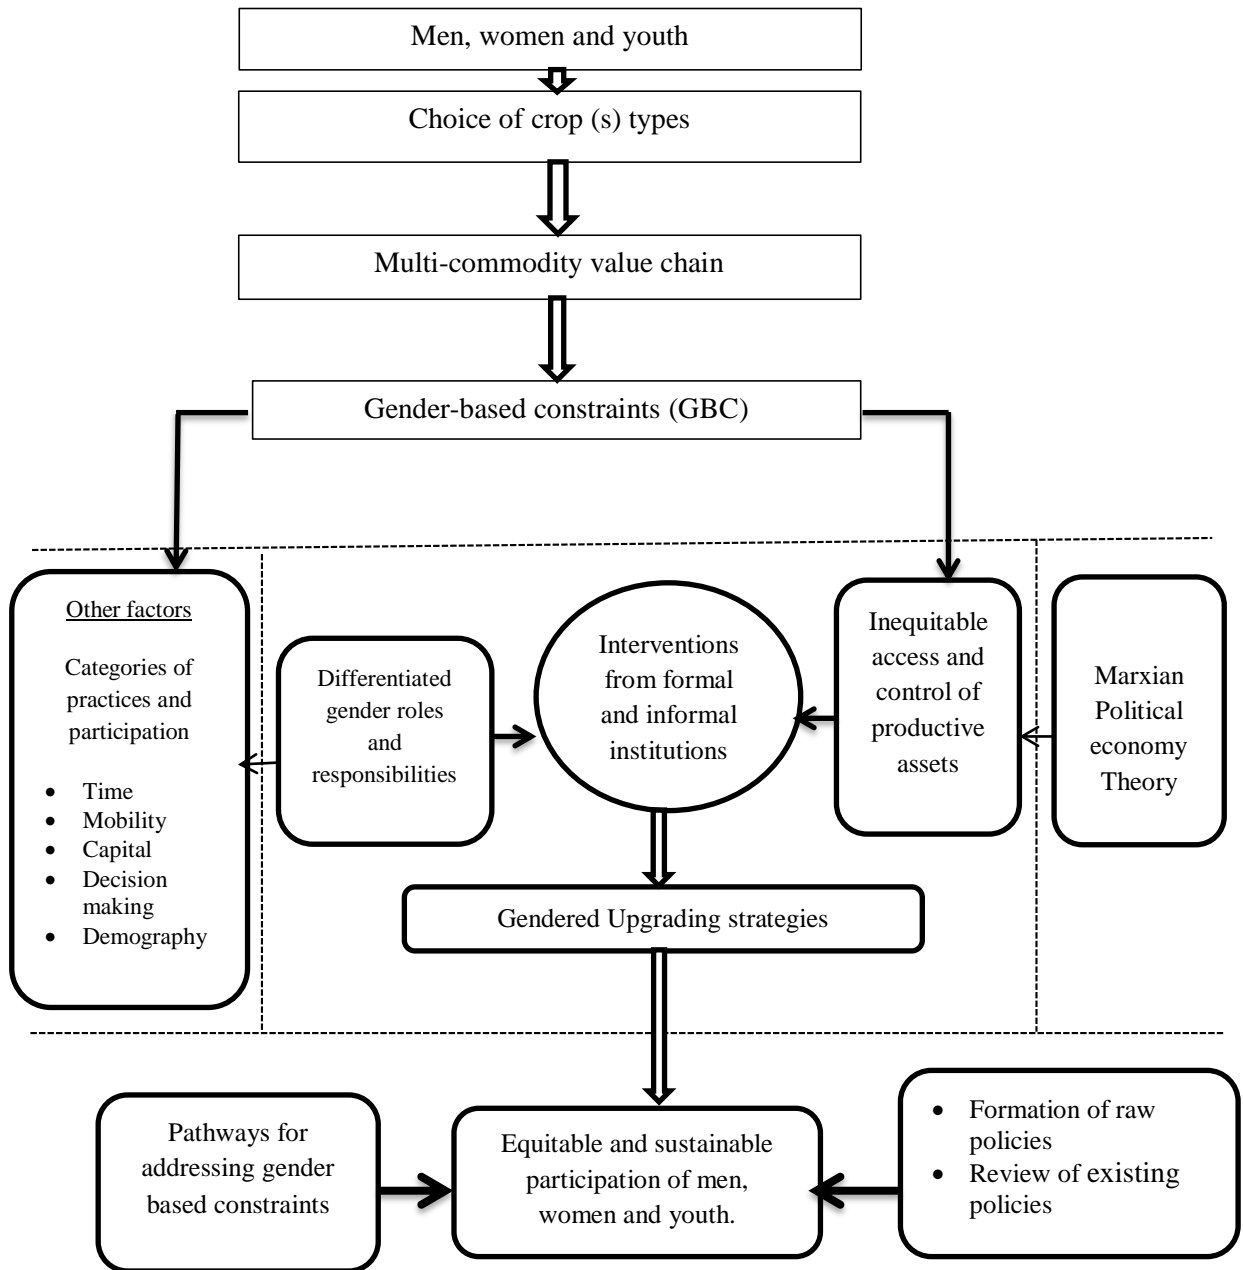 Men, women and youth
Choice of crop (s) types
Multi-commodity value chain
Gender-based constraints (GBC)
Other factors
Categories of
practices and
participation
• Time
• Mobility
• Capital
• Decision
making
• Demography
Differentiated
gender roles
and
responsibilities
Interventions
from formal
and informal
institutions
Inequitable
access and
control of
productive
assets
Marxian
Political
economy
Theory
Gendered Upgrading strategies
Pathways for
addressing gender
based constraints
Equitable and sustainable
participation of men,
women and youth.
• Formation of raw
policies
• Review of existing
policies